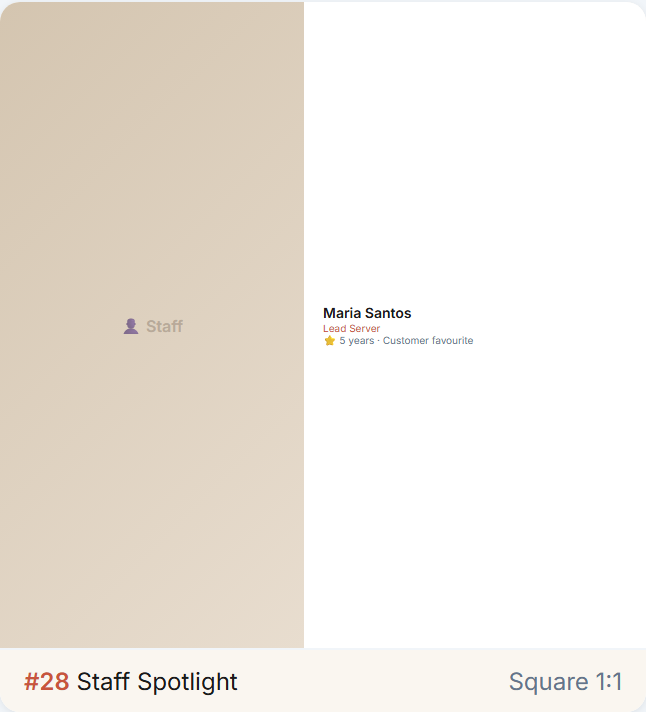 👤 Staff
Maria Santos
Lead Server
⭐ 5 years · Customer favourite
#28 Staff Spotlight
Square 1:1